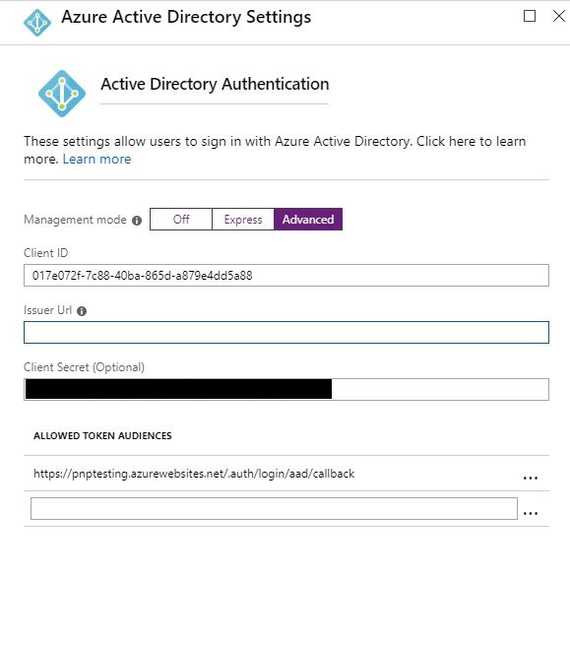 Azure Active Directory Settings
Active Directory Authentication
These settings allow users to sign in with Azure Active Directory. Click here to learn
more. Learn more
Management mode Off Express Advanced
Client ID
017e072f-7c88-40ba-865d-a879e4dd5a88
Issuer Url
Client Secret (Optional)
ALLOWED TOKEN AUDIENCES
https://pnptesting.azurewebsites.net/.auth/login/aad/callback